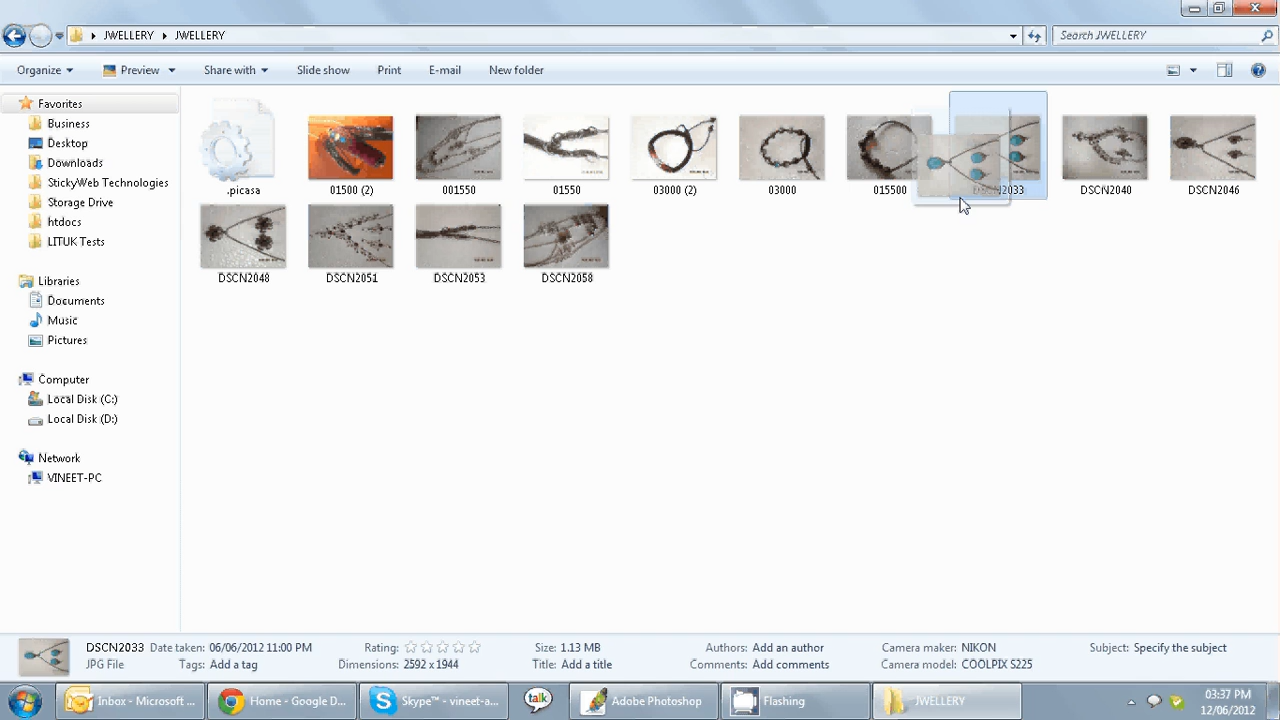 JWELLERY JWELLERY
Search JWELLERY
Organize Preview Share with Slide show Print E-mail New folder
Favorites
Business
Desktop
Downloads
StickyWeb Technologies
Storage Drive
htdocs
LITUK Tests
Libraries
Documents
Music
Pictures
Computer
Local Disk (C:)
Local Disk (D:)
Network
VINEET-PC
.picasa 01500 (2) 001550 01550 03000 (2) 03000 015500 DSCN2033 DSCN2040 DSCN2046
DSCN2048 DSCN2051 DSCN2053 DSCN2058
DSCN2033 Date taken: 06/06/2012 11:00 PM Rating: Size: 1.13 MB Authors: Add an author Camera maker: NIKON Subject: Specify the subject
JPG File Tags: Add a tag Dimensions: 2592 x 1944 Title: Add a title Comments: Add comments Camera model: COOLPIX S225
Inbox - Microsoft ... Home - Google D... Skype™ - vineet-a... talk Adobe Photoshop Flashing JWELLERY
03:37 PM
12/06/2012